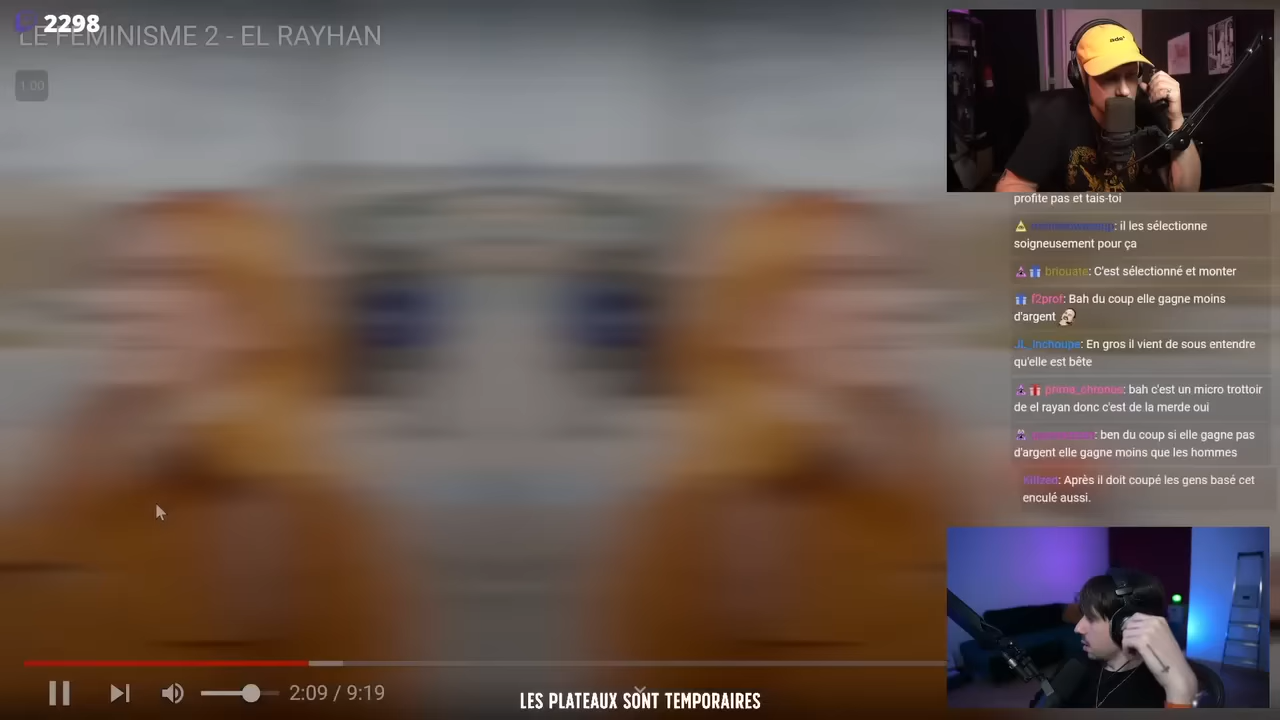 2298
LE FEMINISME 2 - EL RAYHAN
1.00
profite pas et tais-toi
: il les sélectionne
soigneusement pour ça
briouate: C'est sélectionné et monter
f2prof: Bah du coup elle gagne moins
d'argent
: En gros il vient de sous entendre
qu'elle est bête
prima_chronus: bah c'est un micro trottoir
de el rayan donc c'est de la merde oui
: ben du coup si elle gagne pas
d'argent elle gagne moins que les hommes
Killzed: Après il doit coupé les gens basé cet
enculé aussi.
2:09 / 9:19
LES PLATEAUX SONT TEMPORAIRES